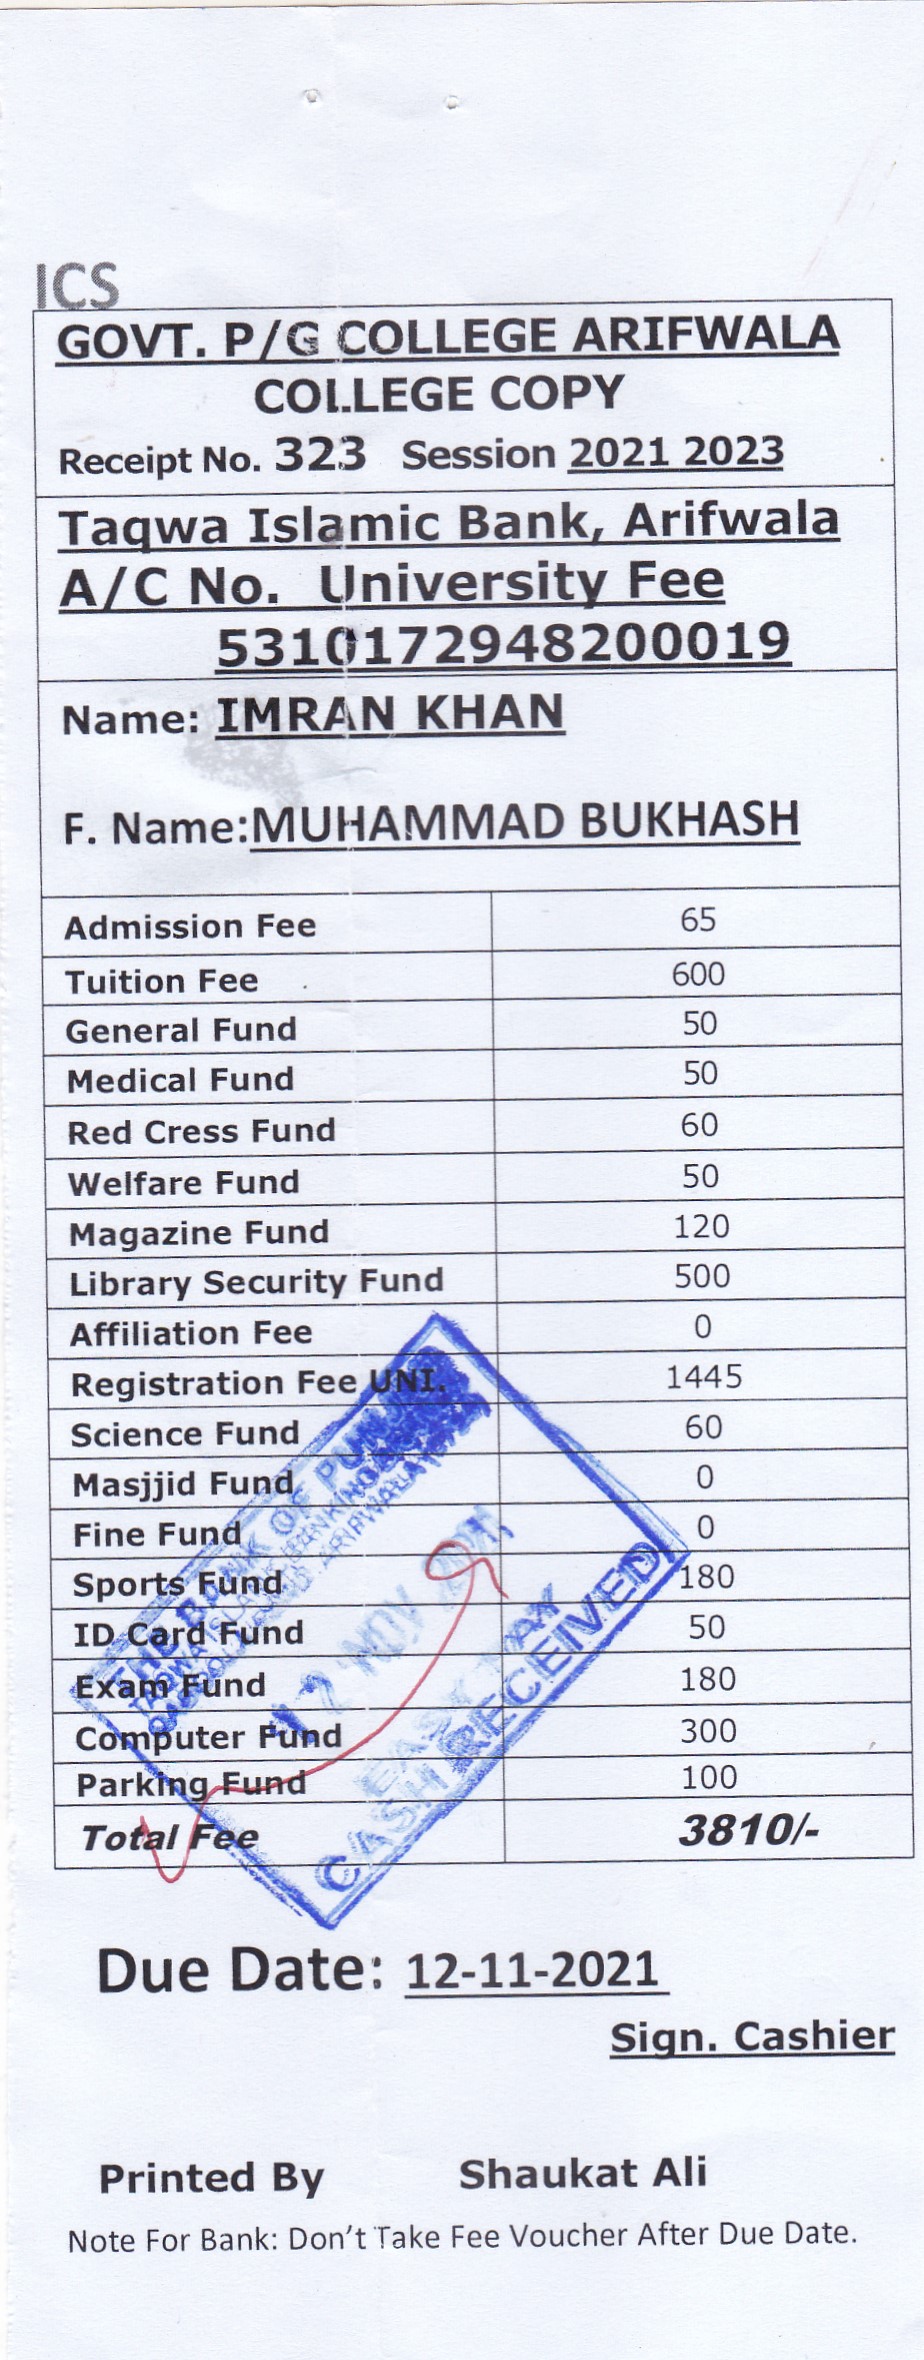 ICS
GOVT. P/G COLLEGE ARIFWALA
COLLEGE COPY
Receipt No. 323 Session 2021 2023
Taqwa Islamic Bank, Arifwala
A/C No. University Fee
5310172948200019
Name: IMRAN KHAN
F. Name:MUHAMMAD BUKHASH
Admission Fee 65
Tuition Fee 600
General Fund 50
Medical Fund 50
Red Cress Fund 60
Welfare Fund 50
Magazine Fund 120
Library Security Fund 500
Affiliation Fee 0
Registration Fee UNI. 1445
Science Fund 60
Masjjid Fund 0
Fine Fund 0
Sports Fund 180
ID Card Fund 50
Exam Fund 180
Computer Fund 300
Parking Fund 100
Total Fee 3810/-
THE BANK OF PUNJAB
TAQWA ISLAMIC BANKING
ARIFWALA
12 NOV 2021
CASH RECEIVED
Due Date: 12-11-2021
Sign. Cashier
Printed By Shaukat Ali
Note For Bank: Don't Take Fee Voucher After Due Date.